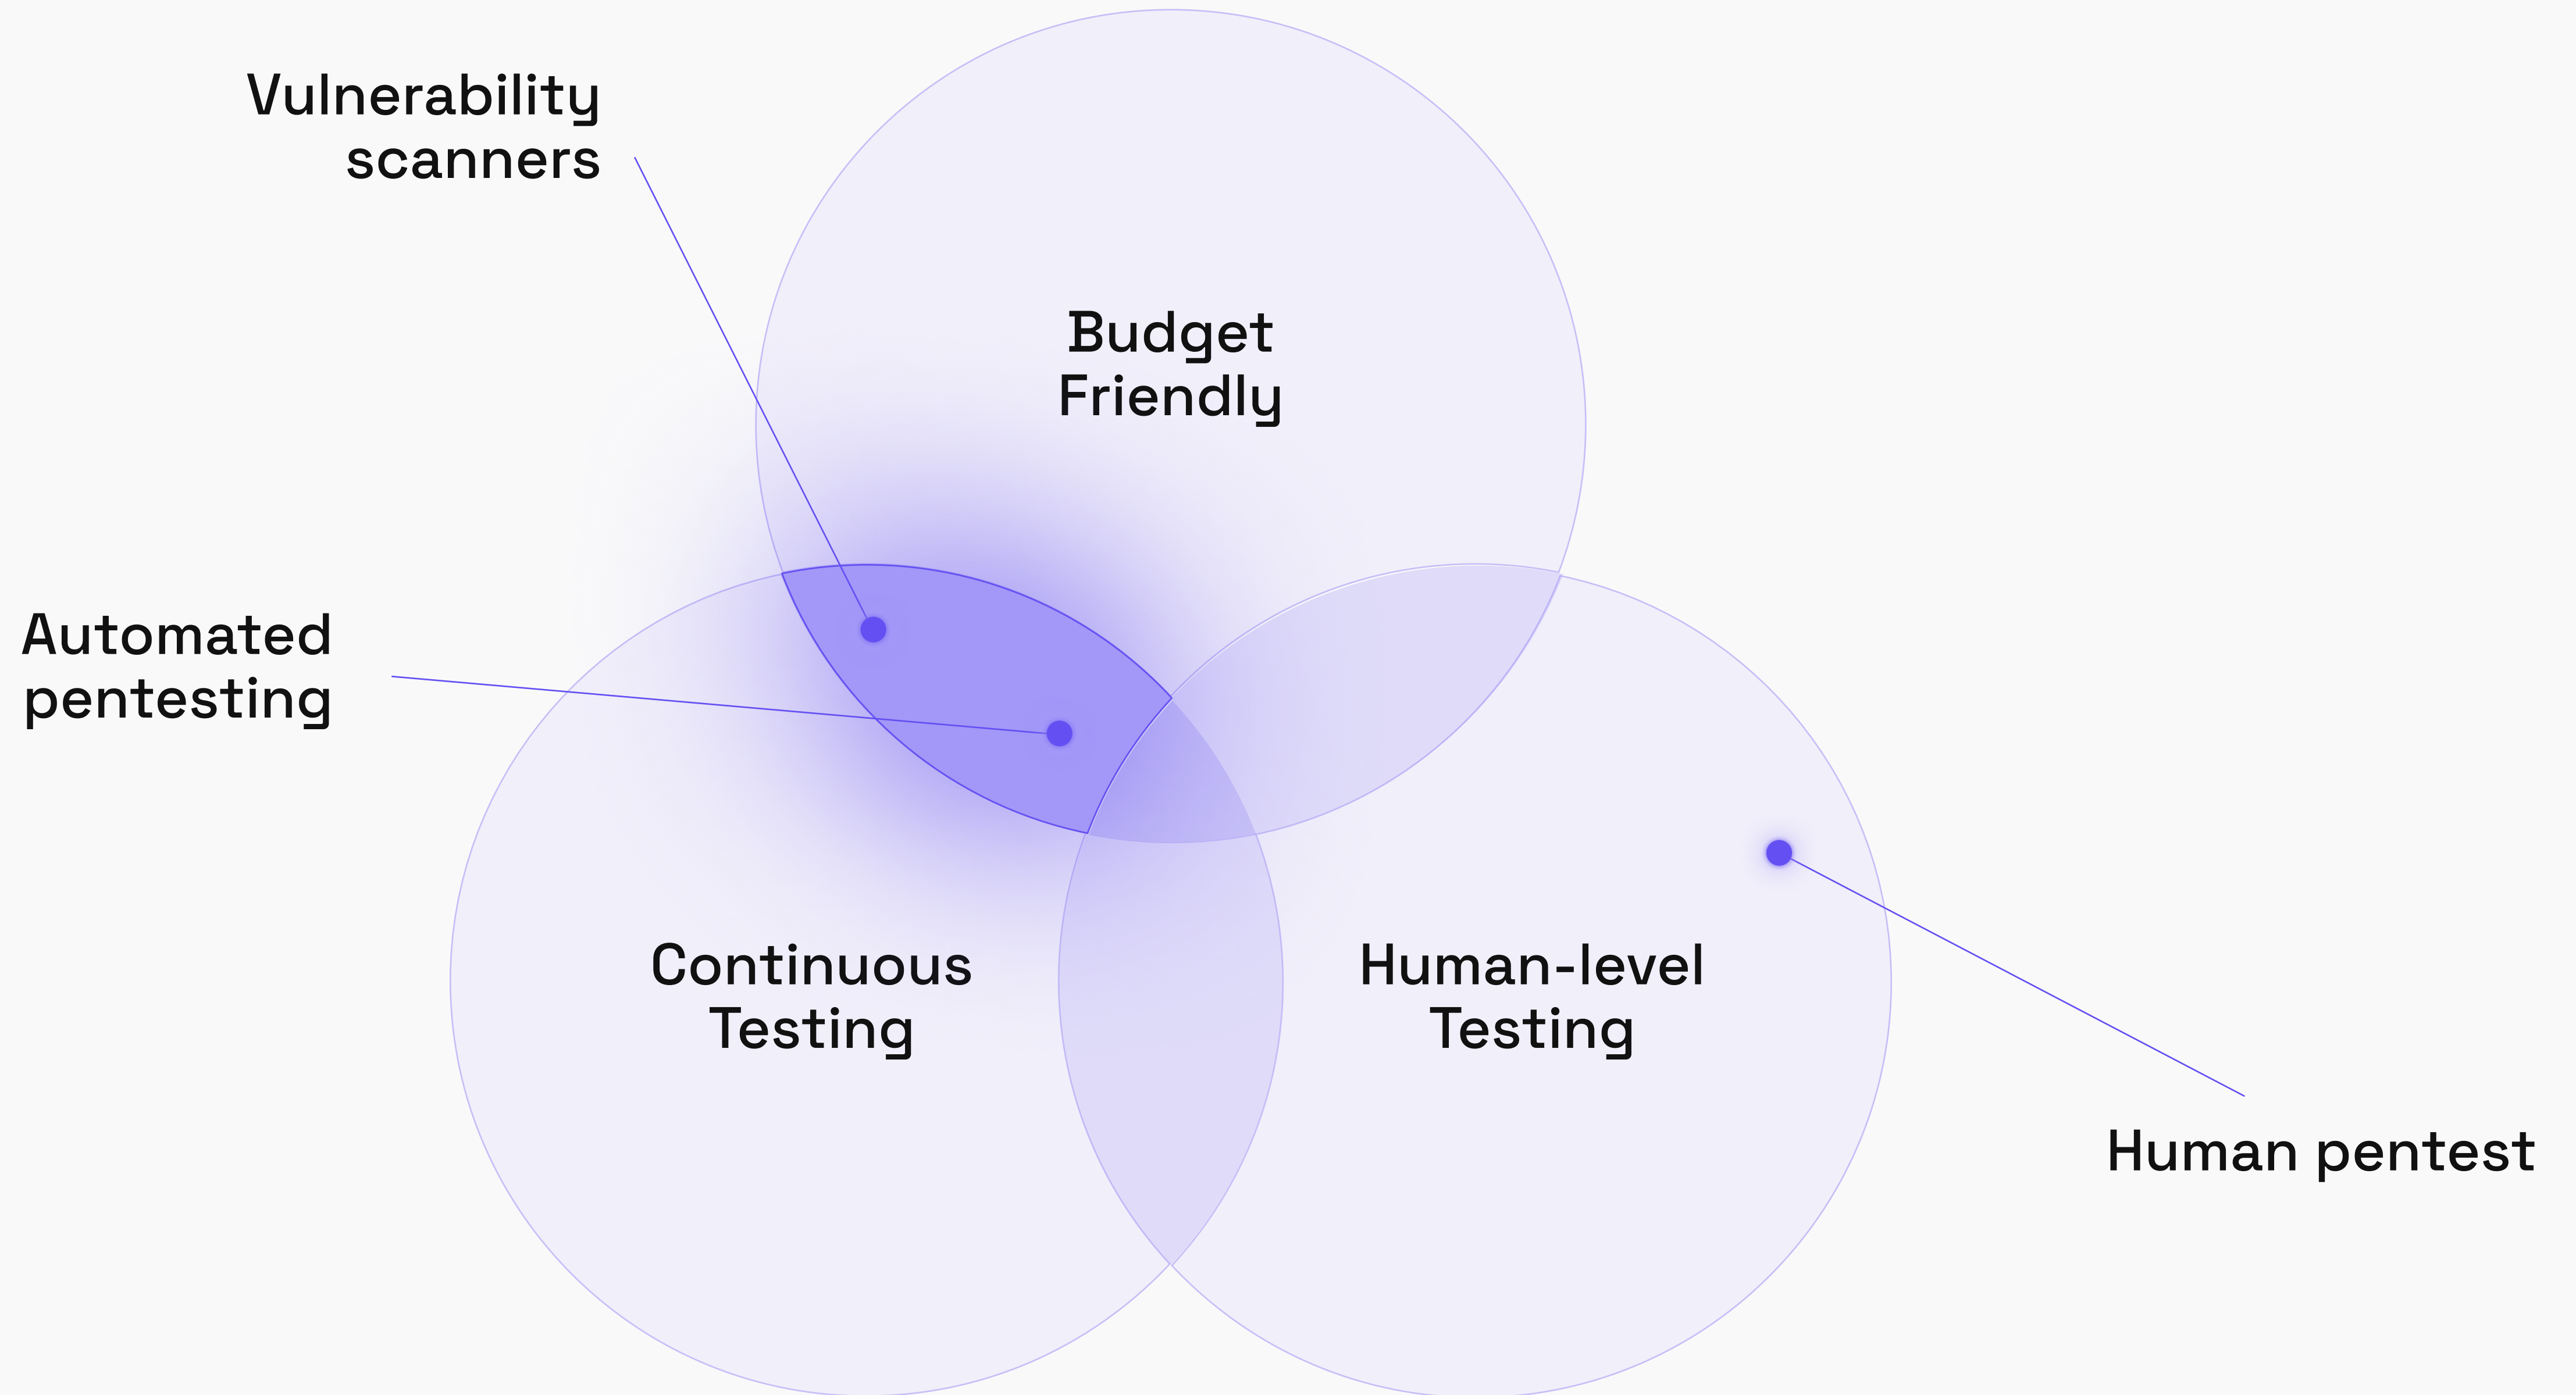 Vulnerability
scanners
Budget
Friendly
Automated
pentesting
Continuous
Testing
Human-level
Testing
Human pentest